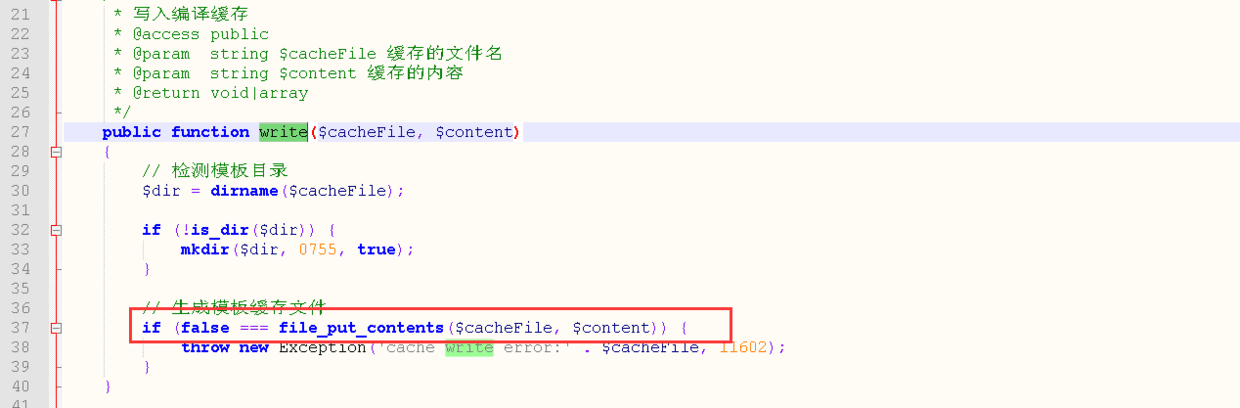 21 * 写入编译缓存
22 * @access public
23 * @param  string $cacheFile 缓存的文件名
24 * @param  string $content 缓存的内容
25 * @return void|array
26 */
27 public function write($cacheFile, $content)
28 {
29 // 检测模板目录
30 $dir = dirname($cacheFile);
31
32 if (!is_dir($dir)) {
33 mkdir($dir, 0755, true);
34 }
35
36 // 生成模板缓存文件
37 if (false === file_put_contents($cacheFile, $content)) {
38 throw new Exception('cache write error:' . $cacheFile, 11602);
39 }
40 }
41